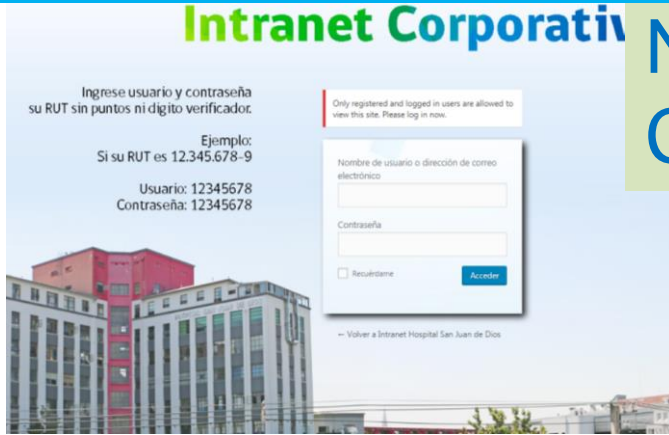 Intranet Corporativ
Ingrese usuario y contraseña
su RUT sin puntos ni digito verificador.
Ejemplo:
Si su RUT es 12.345.678-9
Usuario: 12345678
Contraseña: 12345678
Only registered and logged in users are allowed to
view this site. Please log in now.
Nombre de usuario o dirección de correo
electrónico
Contraseña
Recuérdame
Acceder
← Volver a Intranet Hospital San Juan de Dios